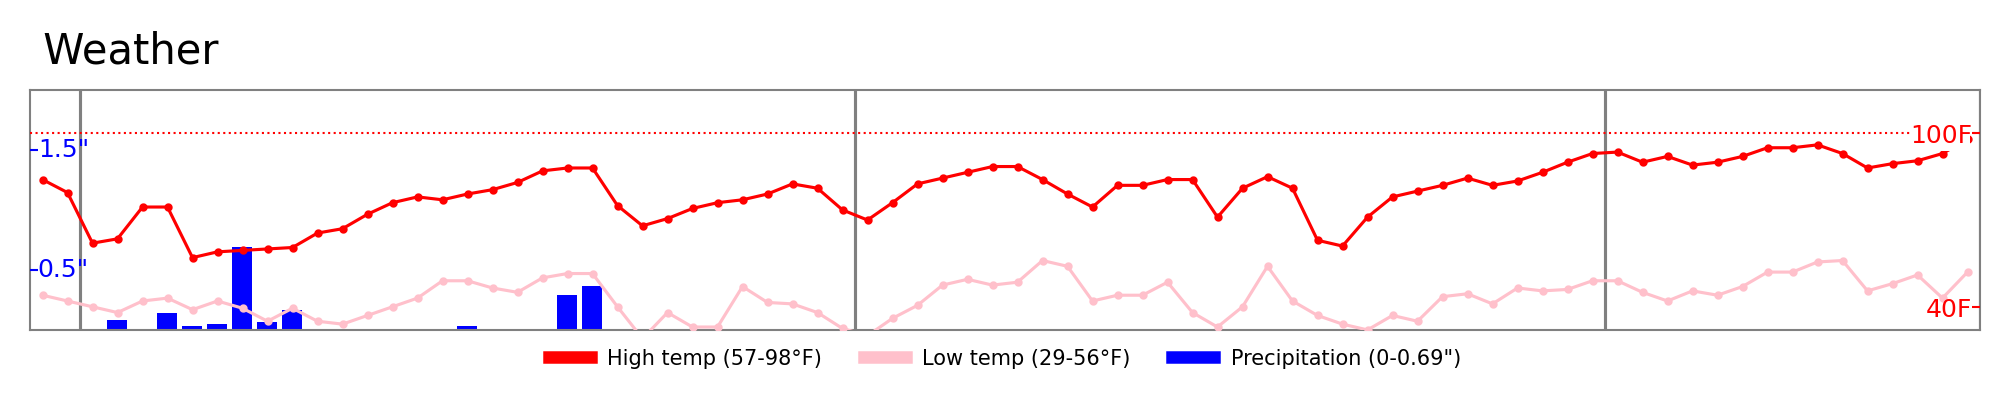 Weather
1.5"
100F
0.5"
40F
High temp (57-98°F) Low temp (29-56°F) Precipitation (0-0.69")